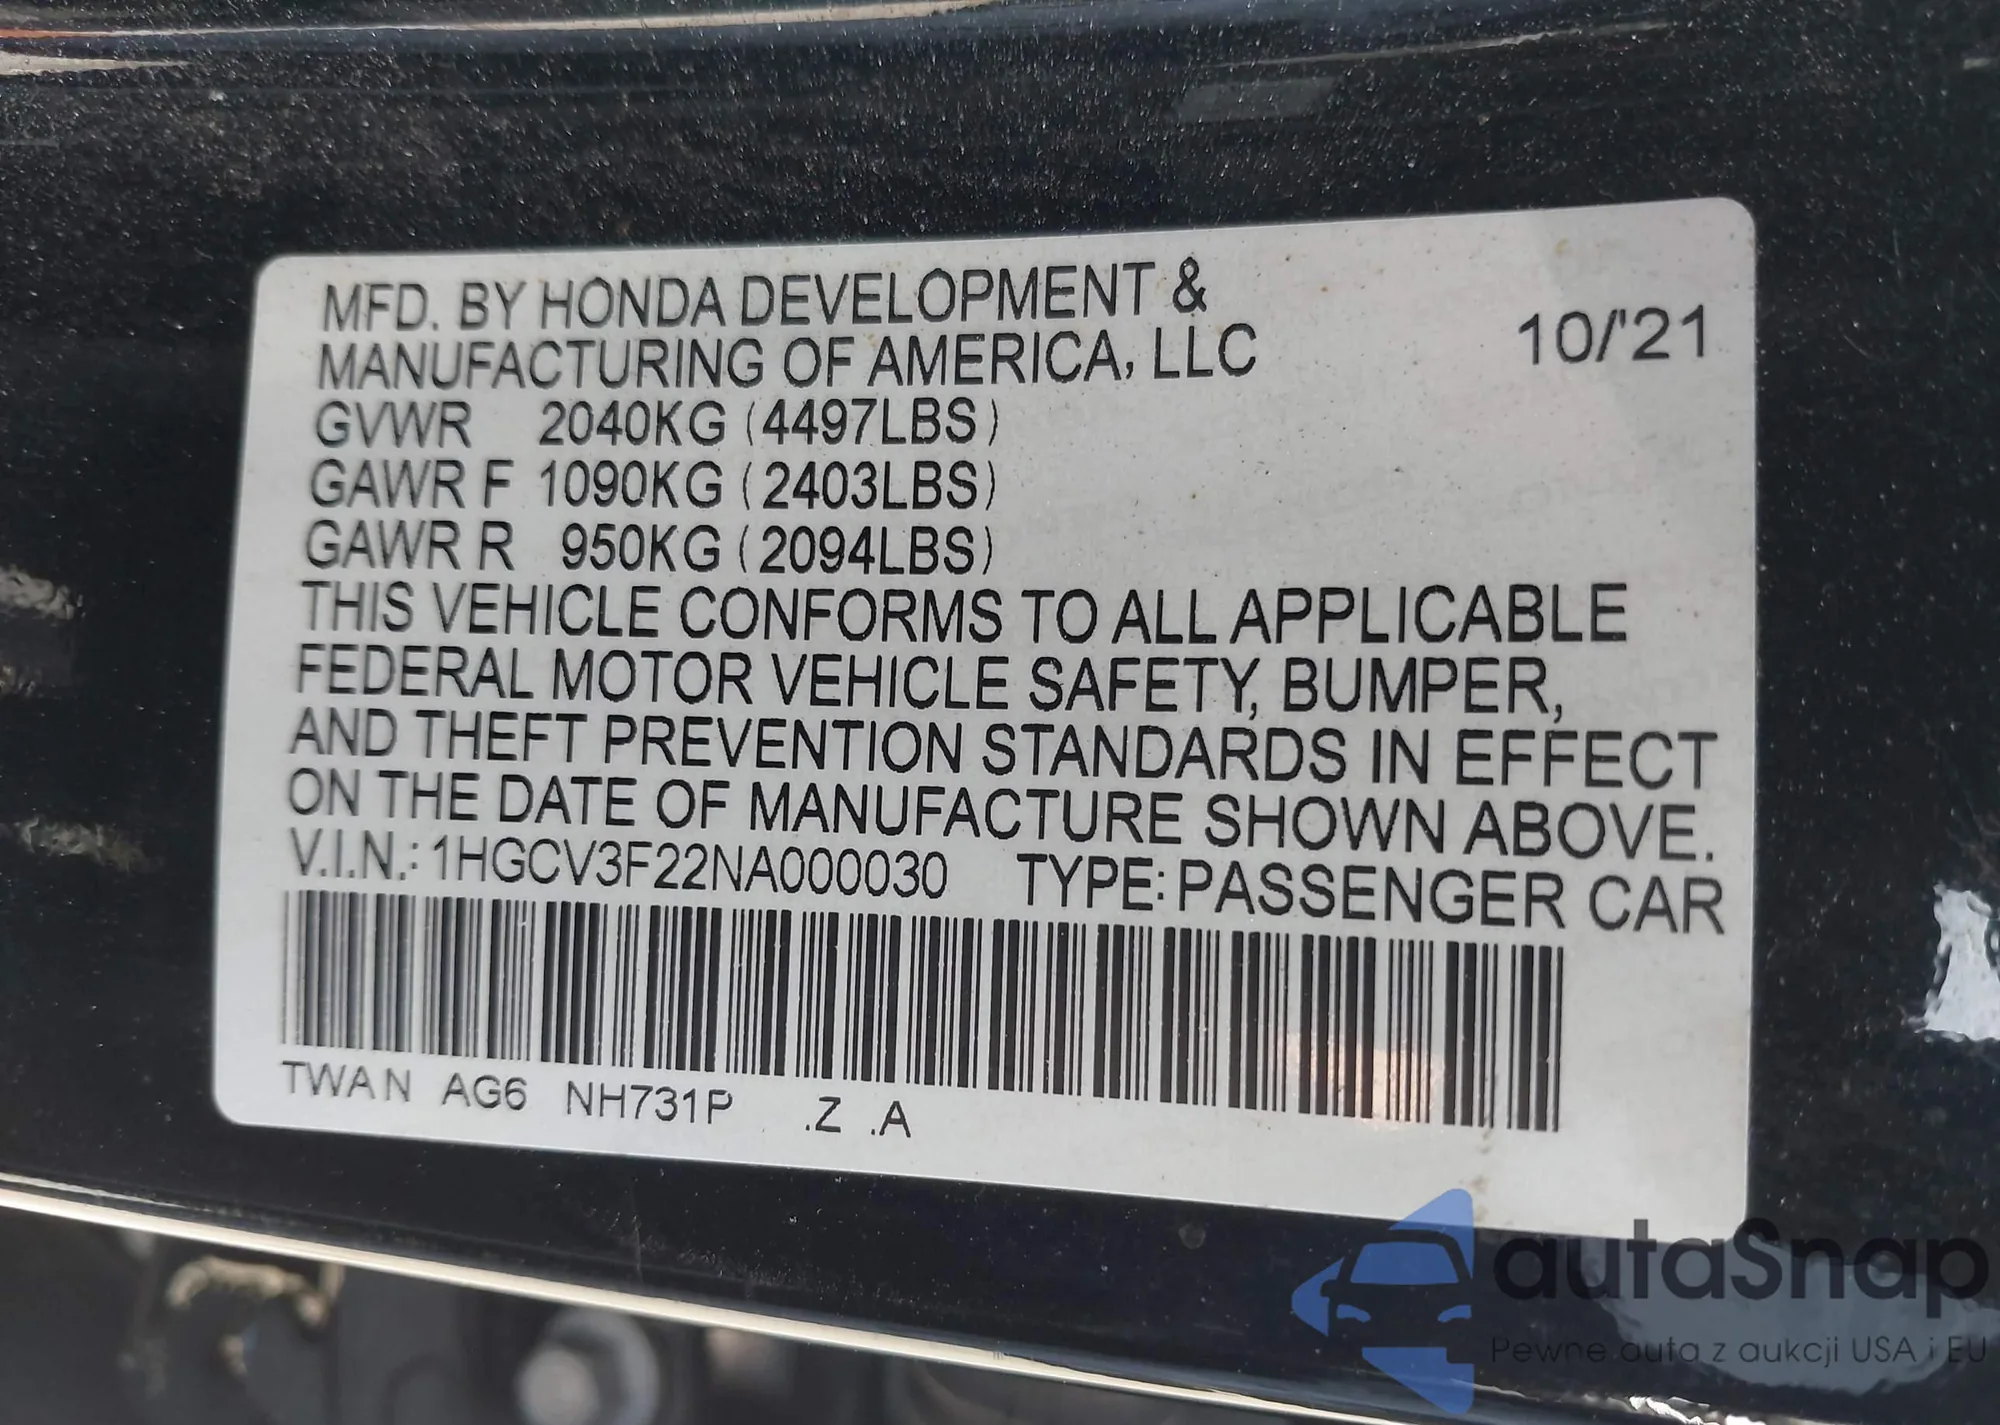 MFD. BY HONDA DEVELOPMENT &
MANUFACTURING OF AMERICA, LLC
10/'21
GVWR 2040KG (4497LBS)
GAWR F 1090KG (2403LBS)
GAWR R 950KG (2094LBS)
THIS VEHICLE CONFORMS TO ALL APPLICABLE
FEDERAL MOTOR VEHICLE SAFETY, BUMPER,
AND THEFT PREVENTION STANDARDS IN EFFECT
ON THE DATE OF MANUFACTURE SHOWN ABOVE.
V.I.N.: 1HGCV3F22NA000030 TYPE: PASSENGER CAR
TWAN AG6 NH731P .Z .A
autaSnap
Pewne auta z aukcji USA i EU